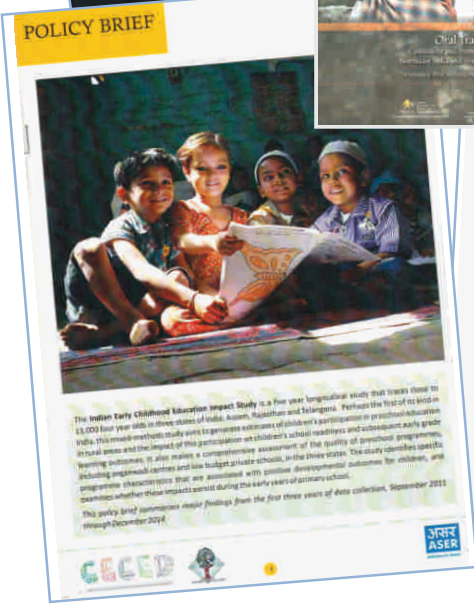 POLICY BRIEF
Oral Tra
The Indian Early Childhood Education Impact Study is a five year longitudinal study that traces close to
13,000 four year olds in three states of India: Assam, Rajasthan and Telangana. Perhaps the first of its kind in
India, this mixed-methods study aims to generate estimates of children's participation in preschool education
in rural areas and the impact of this participation on children's school readiness and subsequent early grade
learning outcomes. It also makes a comprehensive assessment of the quality of preschool programmes,
including anganwadi centres and low budget private schools, in the three states. The study identifies specific
programme characteristics that are associated with positive developmental outcomes for children, and
examines whether these impacts persist during the early years of primary school.
This policy brief summarises major findings from the first three years of data collection, September 2011
through December 2014
CECED
असर
ASER